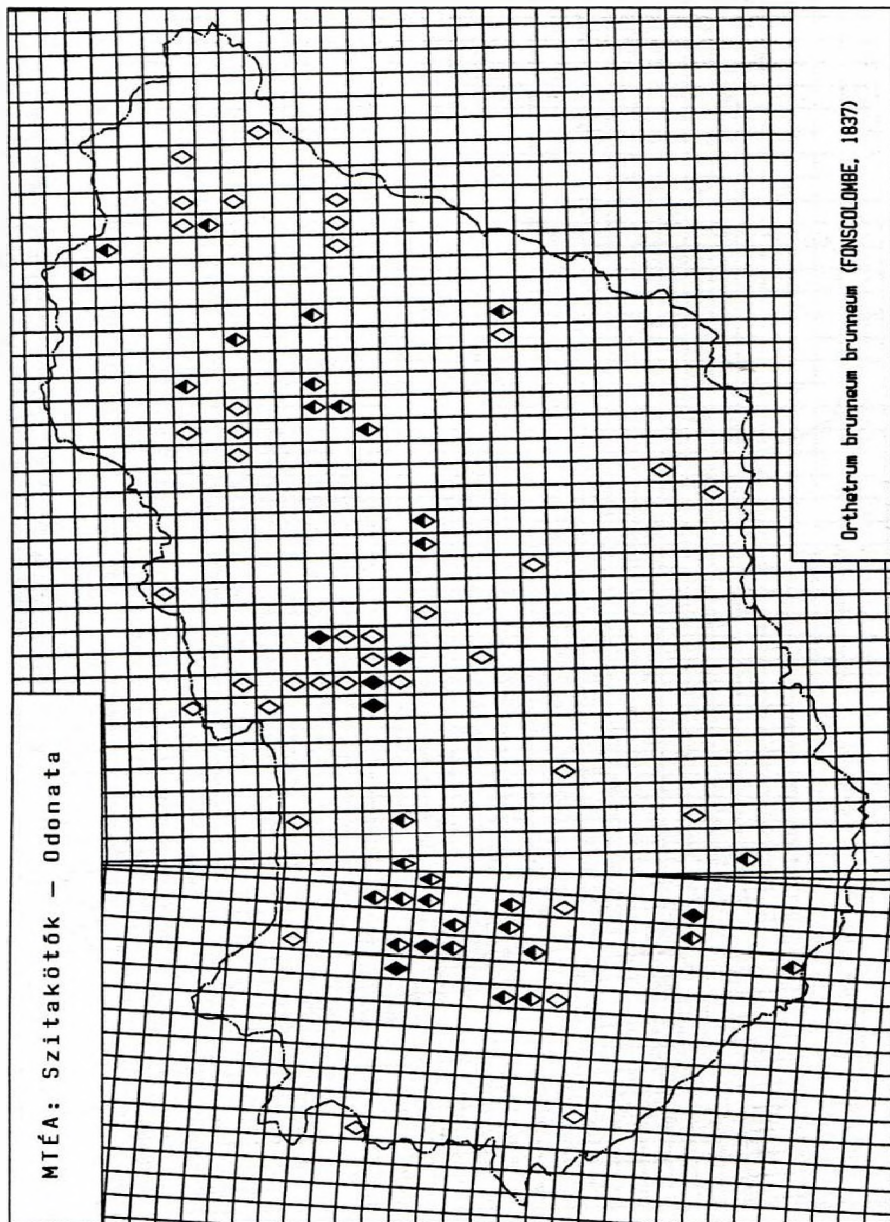 MTÉA: Szitakötők — Odonata
Orthetrum brunneum brunneum (FONSCOLOMBE, 1837)